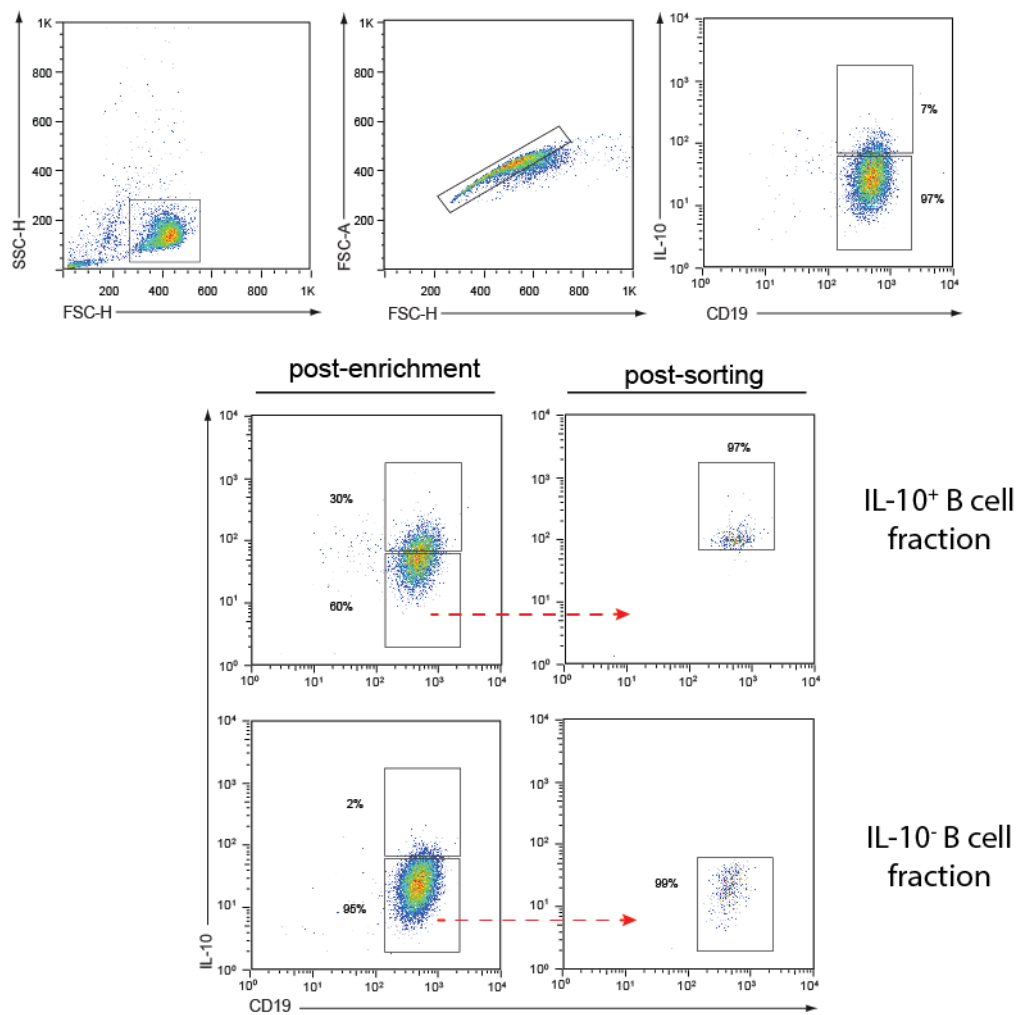 1K
800
600
400
200
SSC-H
200 400 600 800 1K
FSC-H
1K
800
600
400
200
FSC-A
200 400 600 800 1K
FSC-H
10⁴
10³
10²
10¹
10⁰
IL-10
7%
97%
10⁰ 10¹ 10² 10³ 10⁴
CD19
post-enrichment
post-sorting
10⁴
10³
10²
10¹
10⁰
30%
60%
10⁰ 10¹ 10² 10³ 10⁴
10⁴
10³
10²
10¹
10⁰
97%
10⁰ 10¹ 10² 10³ 10⁴
IL-10⁺ B cell
fraction
10⁴
10³
10²
10¹
10⁰
2%
95%
10⁰ 10¹ 10² 10³ 10⁴
10⁴
10³
10²
10¹
10⁰
99%
10⁰ 10¹ 10² 10³ 10⁴
IL-10⁻ B cell
fraction
IL-10
CD19